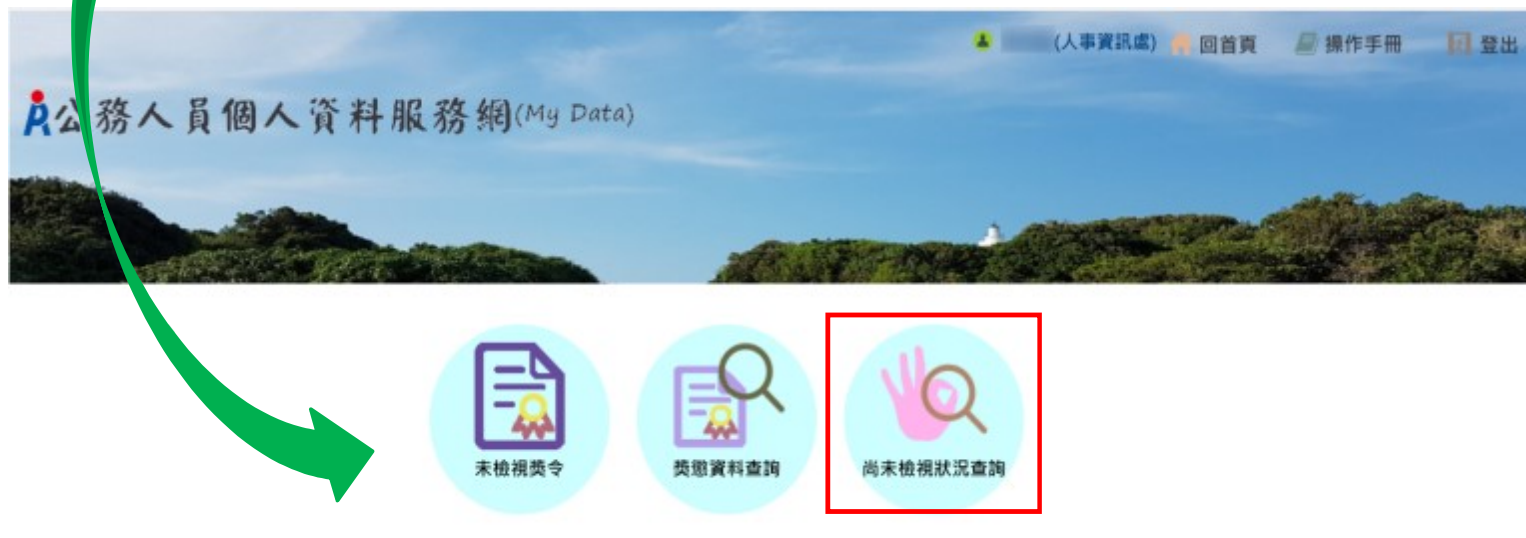 (人事資訊處) 回首頁 操作手冊 登出
公務人員個人資料服務網(My Data)
未檢視獎令 獎懲資料查詢 尚未檢視狀況查詢